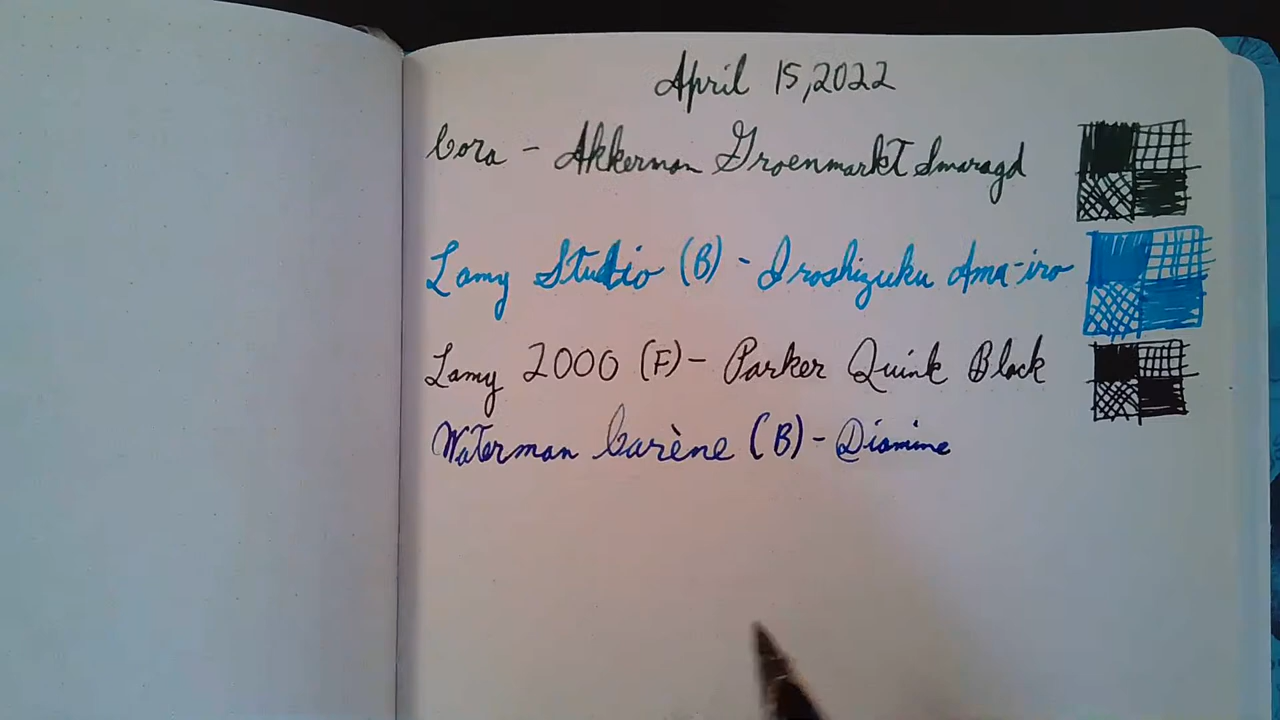 April 15, 2022
Cora - Akkerman Groenmarkt Smaragd
Lamy Studio (B) - Iroshizuku Ama-iro
Lamy 2000 (F) - Parker Quink Black
Waterman Carène (B) - Diamine